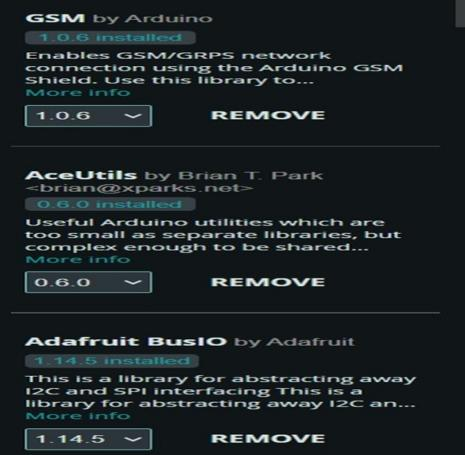 GSM by Arduino
1.0.6 installed
Enables GSM/GRPS network
connection using the Arduino GSM
Shield. Use this library to...
More info
1.0.6 REMOVE
AceUtils by Brian T. Park
<brian@xparks.net>
0.6.0 installed
Useful Arduino utilities which are
too small as separate libraries, but
complex enough to be shared...
More info
0.6.0 REMOVE
Adafruit BusIO by Adafruit
1.14.5 installed
This is a library for abstracting away
I2C and SPI interfacing This is a
library for abstracting away I2C an...
More info
1.14.5 REMOVE